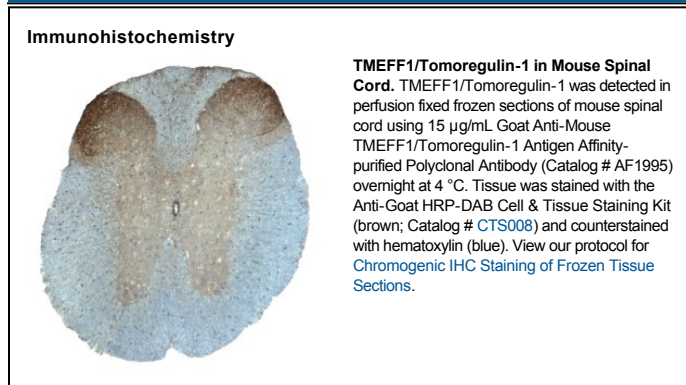 Immunohistochemistry
TMEFF1/Tomoregulin-1 in Mouse Spinal
Cord. TMEFF1/Tomoregulin-1 was detected in
perfusion fixed frozen sections of mouse spinal
cord using 15 µg/mL Goat Anti-Mouse
TMEFF1/Tomoregulin-1 Antigen Affinity-
purified Polyclonal Antibody (Catalog # AF1995)
overnight at 4 °C. Tissue was stained with the
Anti-Goat HRP-DAB Cell & Tissue Staining Kit
(brown; Catalog # CTS008) and counterstained
with hematoxylin (blue). View our protocol for
Chromogenic IHC Staining of Frozen Tissue
Sections.